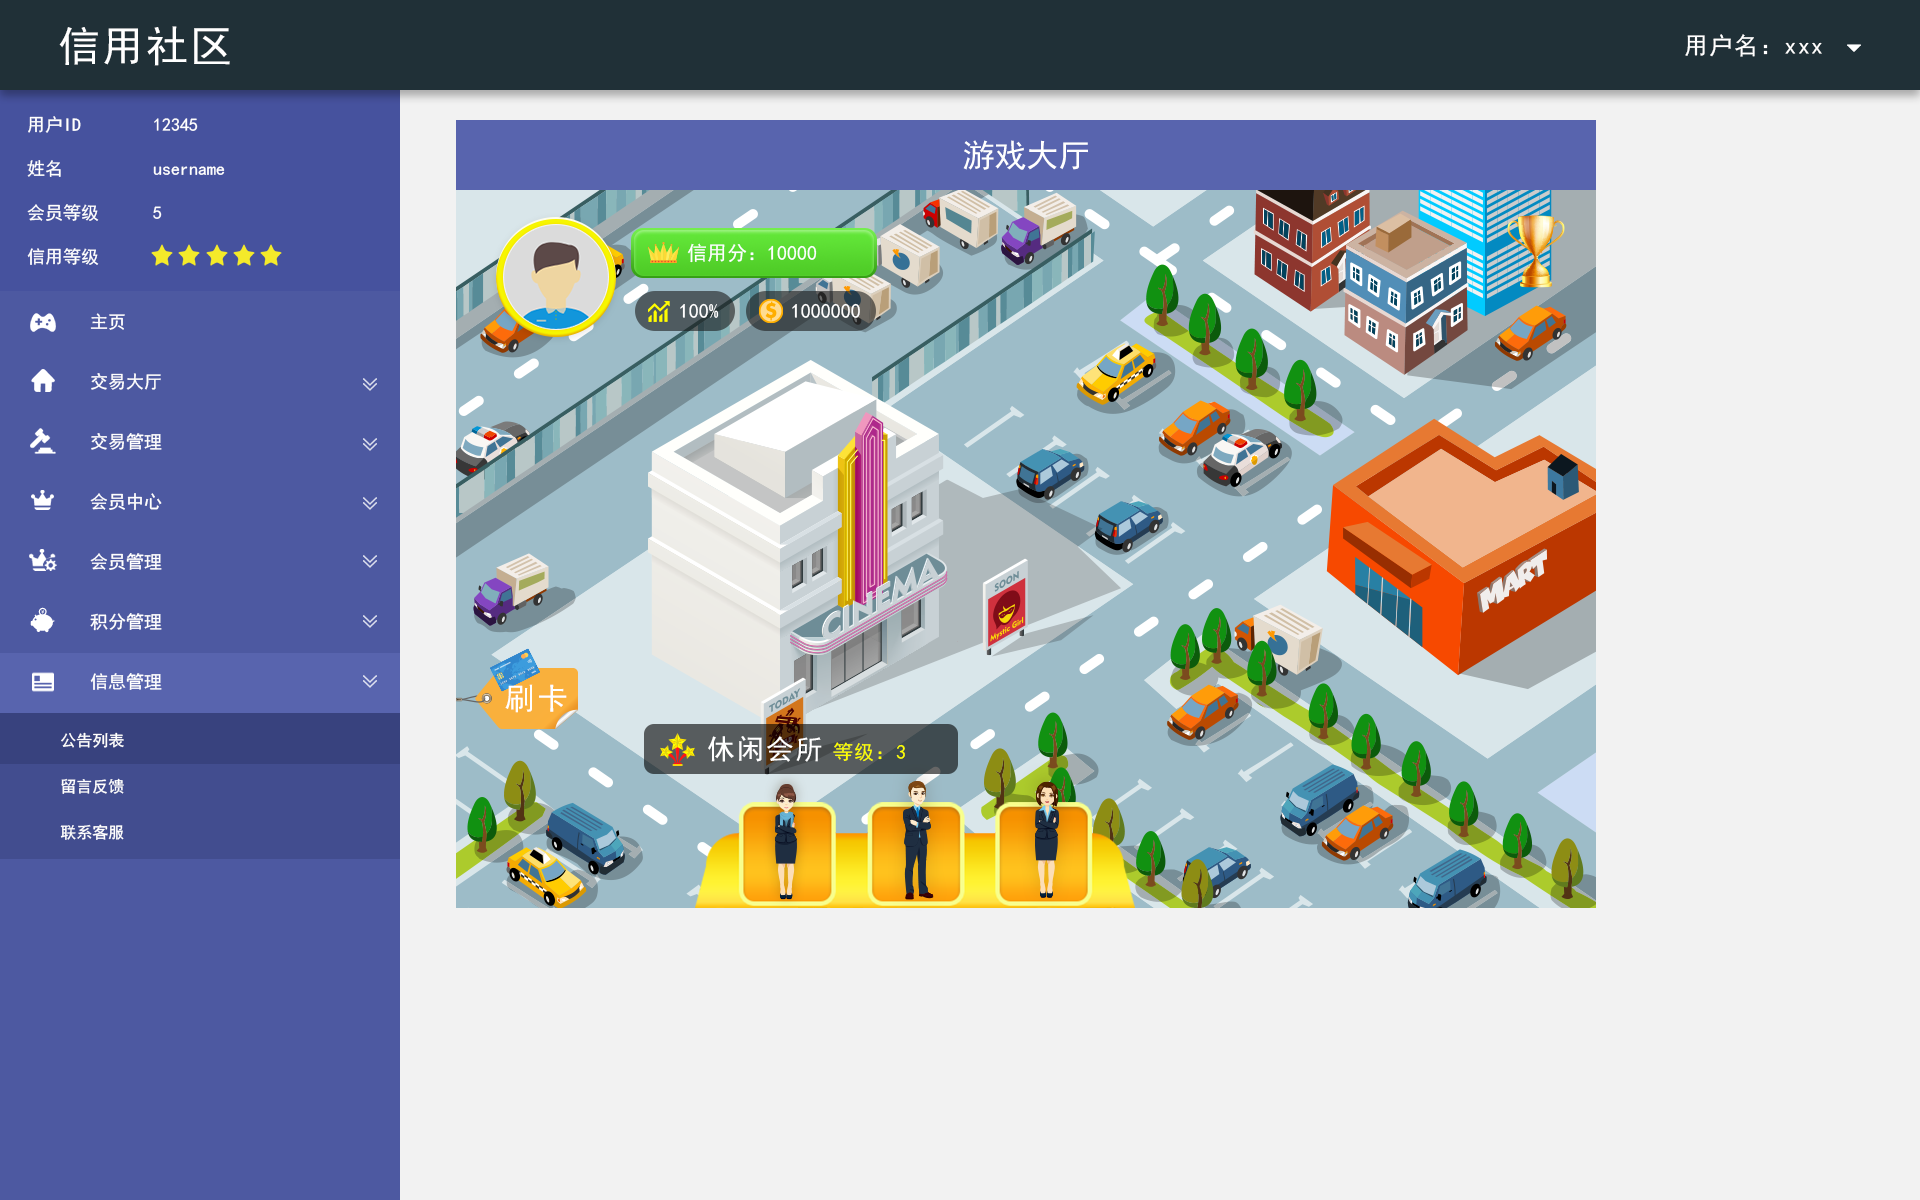 信用社区
用户名：xxx
用户ID 12345
姓名 username
会员等级 5
信用等级
主页
交易大厅
交易管理
会员中心
会员管理
积分管理
信息管理
公告列表
留言反馈
联系客服
游戏大厅
信用分：10000
100% 1000000
CINEMA
SOON
Mystic Girl
MART
刷卡
TODAY
休闲会所 等级：3